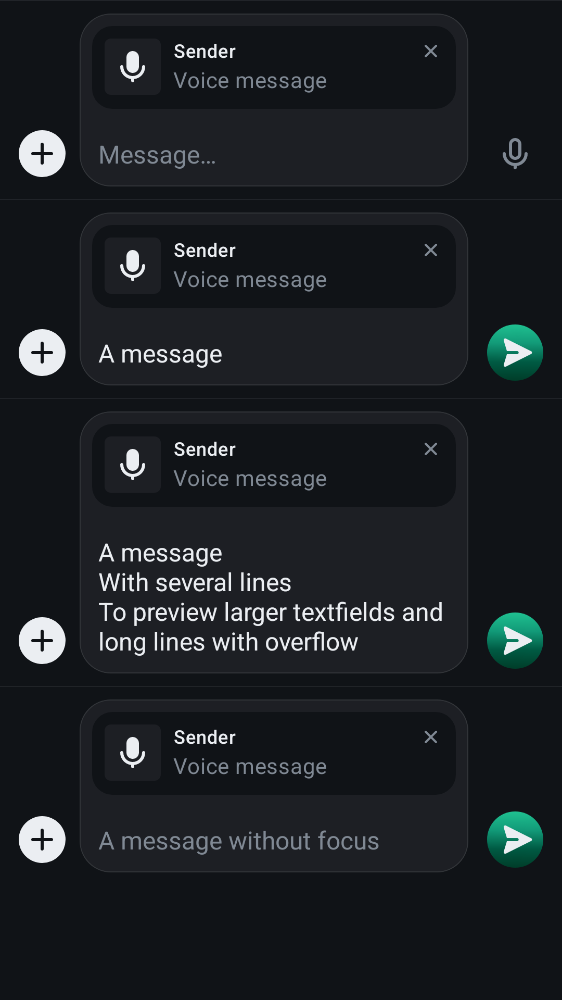 Sender
Voice message
Message…
Sender
Voice message
A message
Sender
Voice message
A message
With several lines
To preview larger textfields and
long lines with overflow
Sender
Voice message
A message without focus